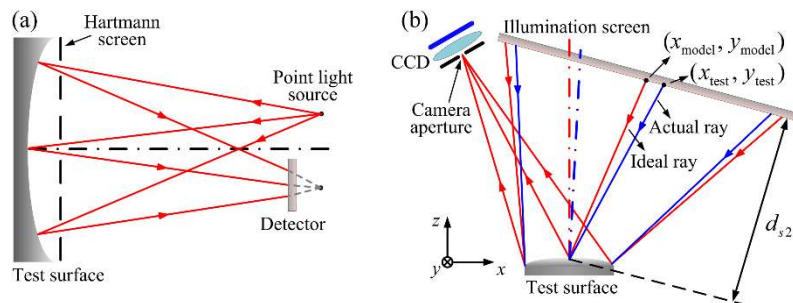 (a)
Hartmann
screen
Point light
source
Detector
Test surface
(b)
Illumination screen
CCD
Camera
aperture
(x_model, y_model)
(x_test, y_test)
Actual ray
Ideal ray
d_s2
z
y
x
Test surface